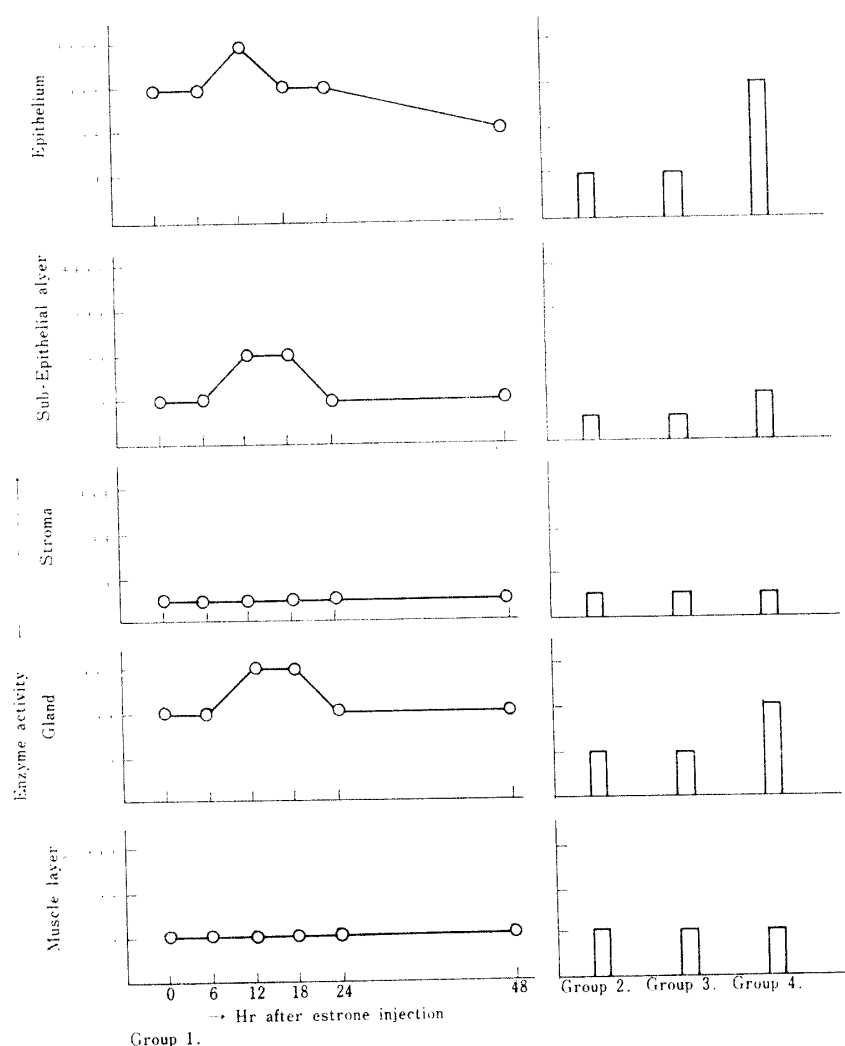 Epithelium
Sub-Epithelial alyer
Stroma
Gland
Muscle layer
Enzyme activity
0 6 12 18 24 48
→ Hr after estrone injection
Group 1.
Group 2. Group 3. Group 4.